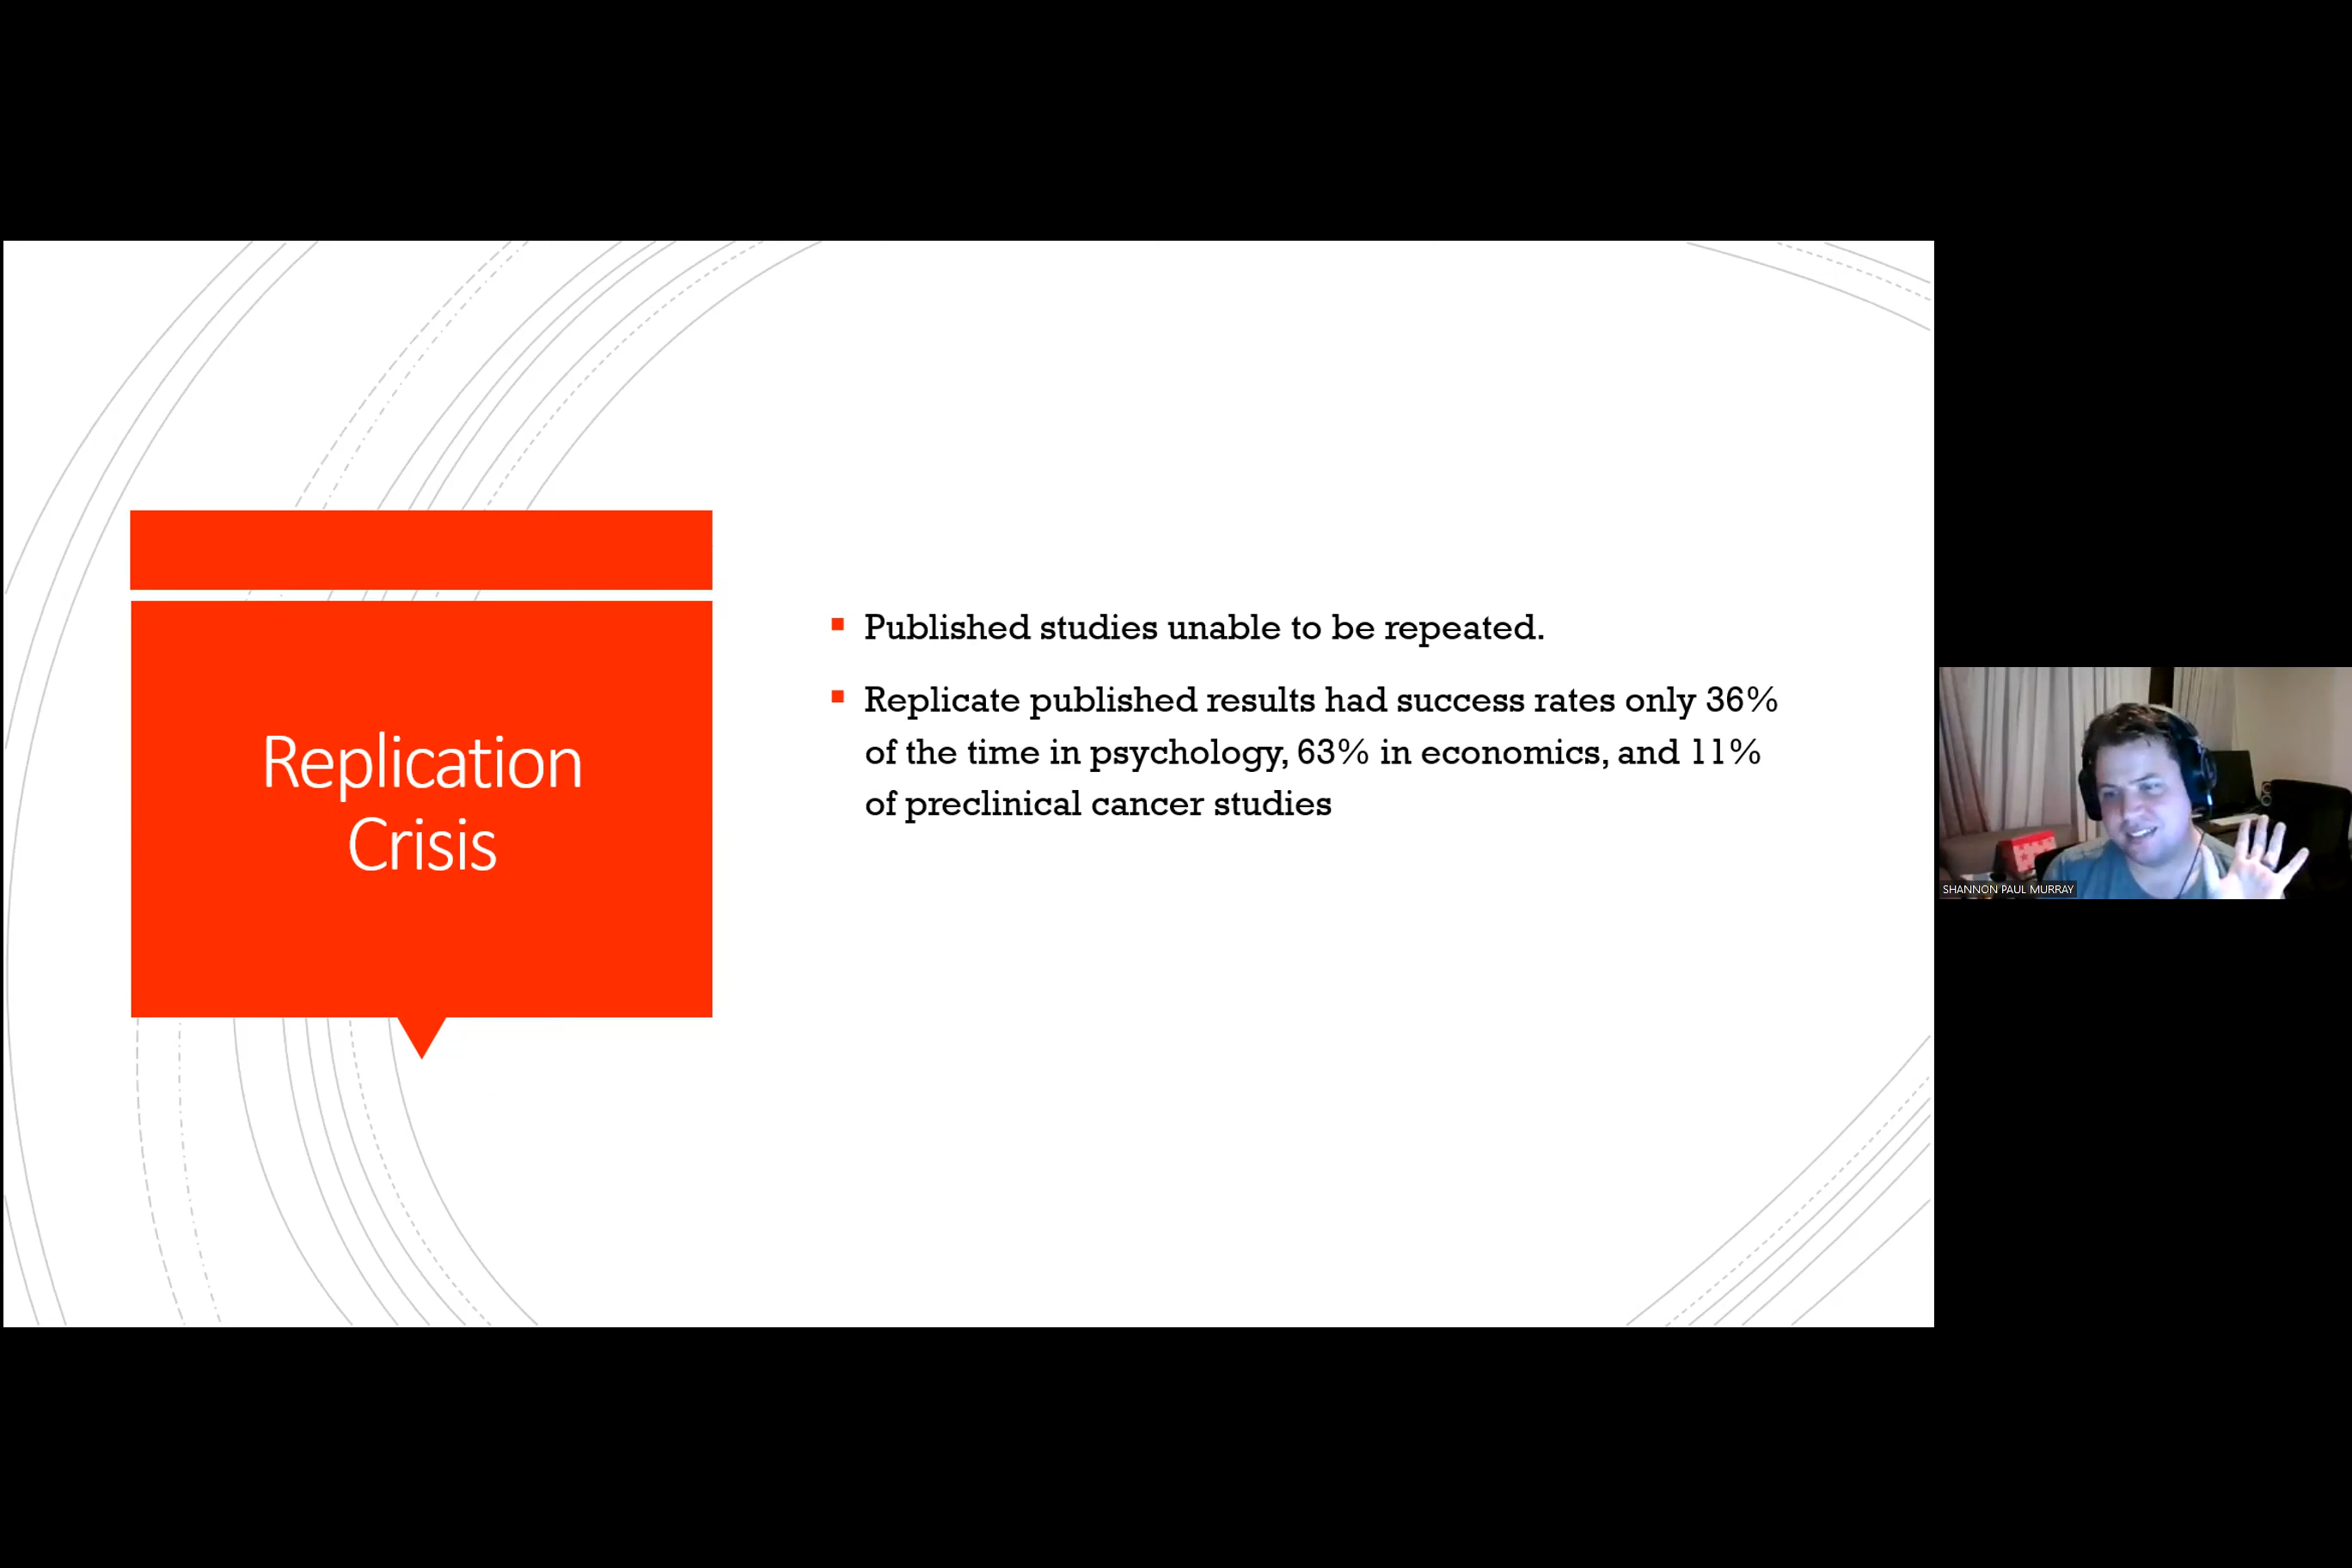 Replication
Crisis
Published studies unable to be repeated.
Replicate published results had success rates only 36%
of the time in psychology, 63% in economics, and 11%
of preclinical cancer studies
SHANNON PAUL MURRAY